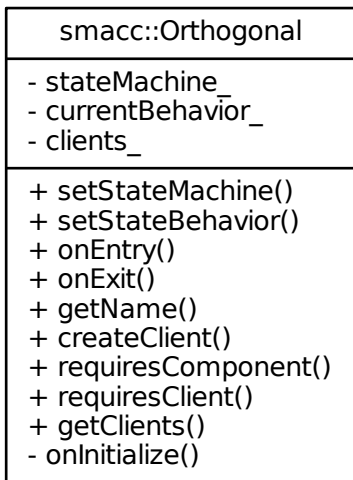 smacc::Orthogonal
- stateMachine_
- currentBehavior_
- clients_
+ setStateMachine()
+ setStateBehavior()
+ onEntry()
+ onExit()
+ getName()
+ createClient()
+ requiresComponent()
+ requiresClient()
+ getClients()
- onInitialize()